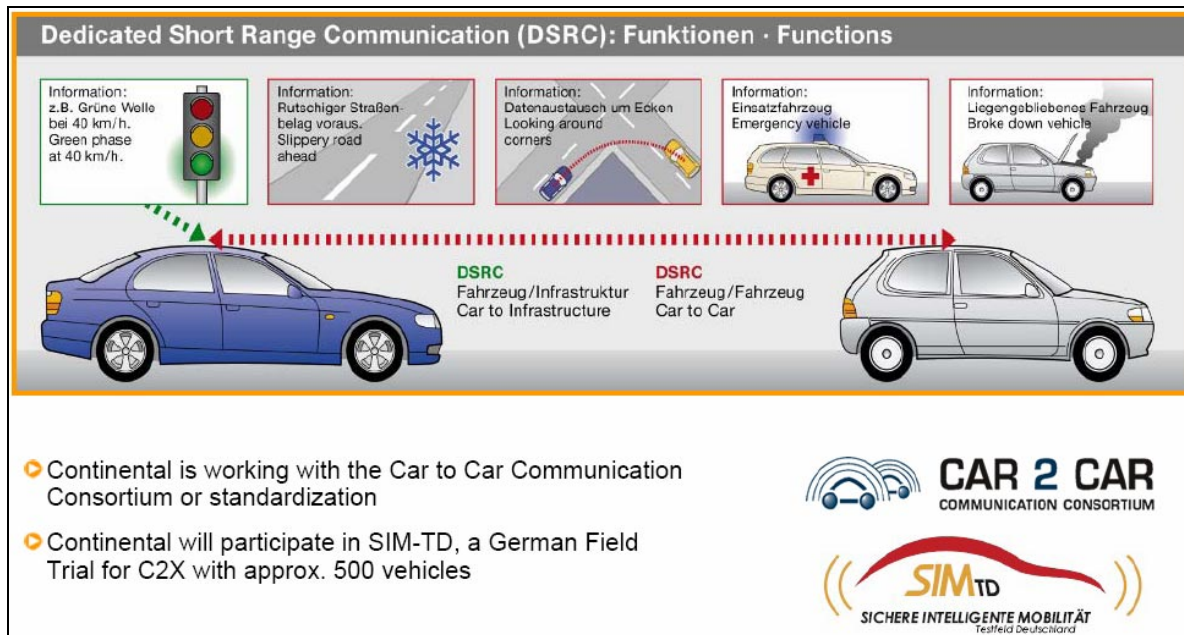 Dedicated Short Range Communication (DSRC): Funktionen · Functions
Information:
z.B. Grüne Welle
bei 40 km/h.
Green phase
at 40 km/h.
Information:
Rutschiger Straßen-
belag voraus.
Slippery road
ahead
Information:
Datenaustausch um Ecken
Looking around
corners
Information:
Einsatzfahrzeug
Emergency vehicle
Information:
Liegengebliebenes Fahrzeug
Broke down vehicle
DSRC
Fahrzeug/Infrastruktur
Car to Infrastructure
DSRC
Fahrzeug/Fahrzeug
Car to Car
Continental is working with the Car to Car Communication
Consortium or standardization
Continental will participate in SIM-TD, a German Field
Trial for C2X with approx. 500 vehicles
CAR 2 CAR
COMMUNICATION CONSORTIUM
SIMTD
SICHERE INTELLIGENTE MOBILITÄT
Testfeld Deutschland